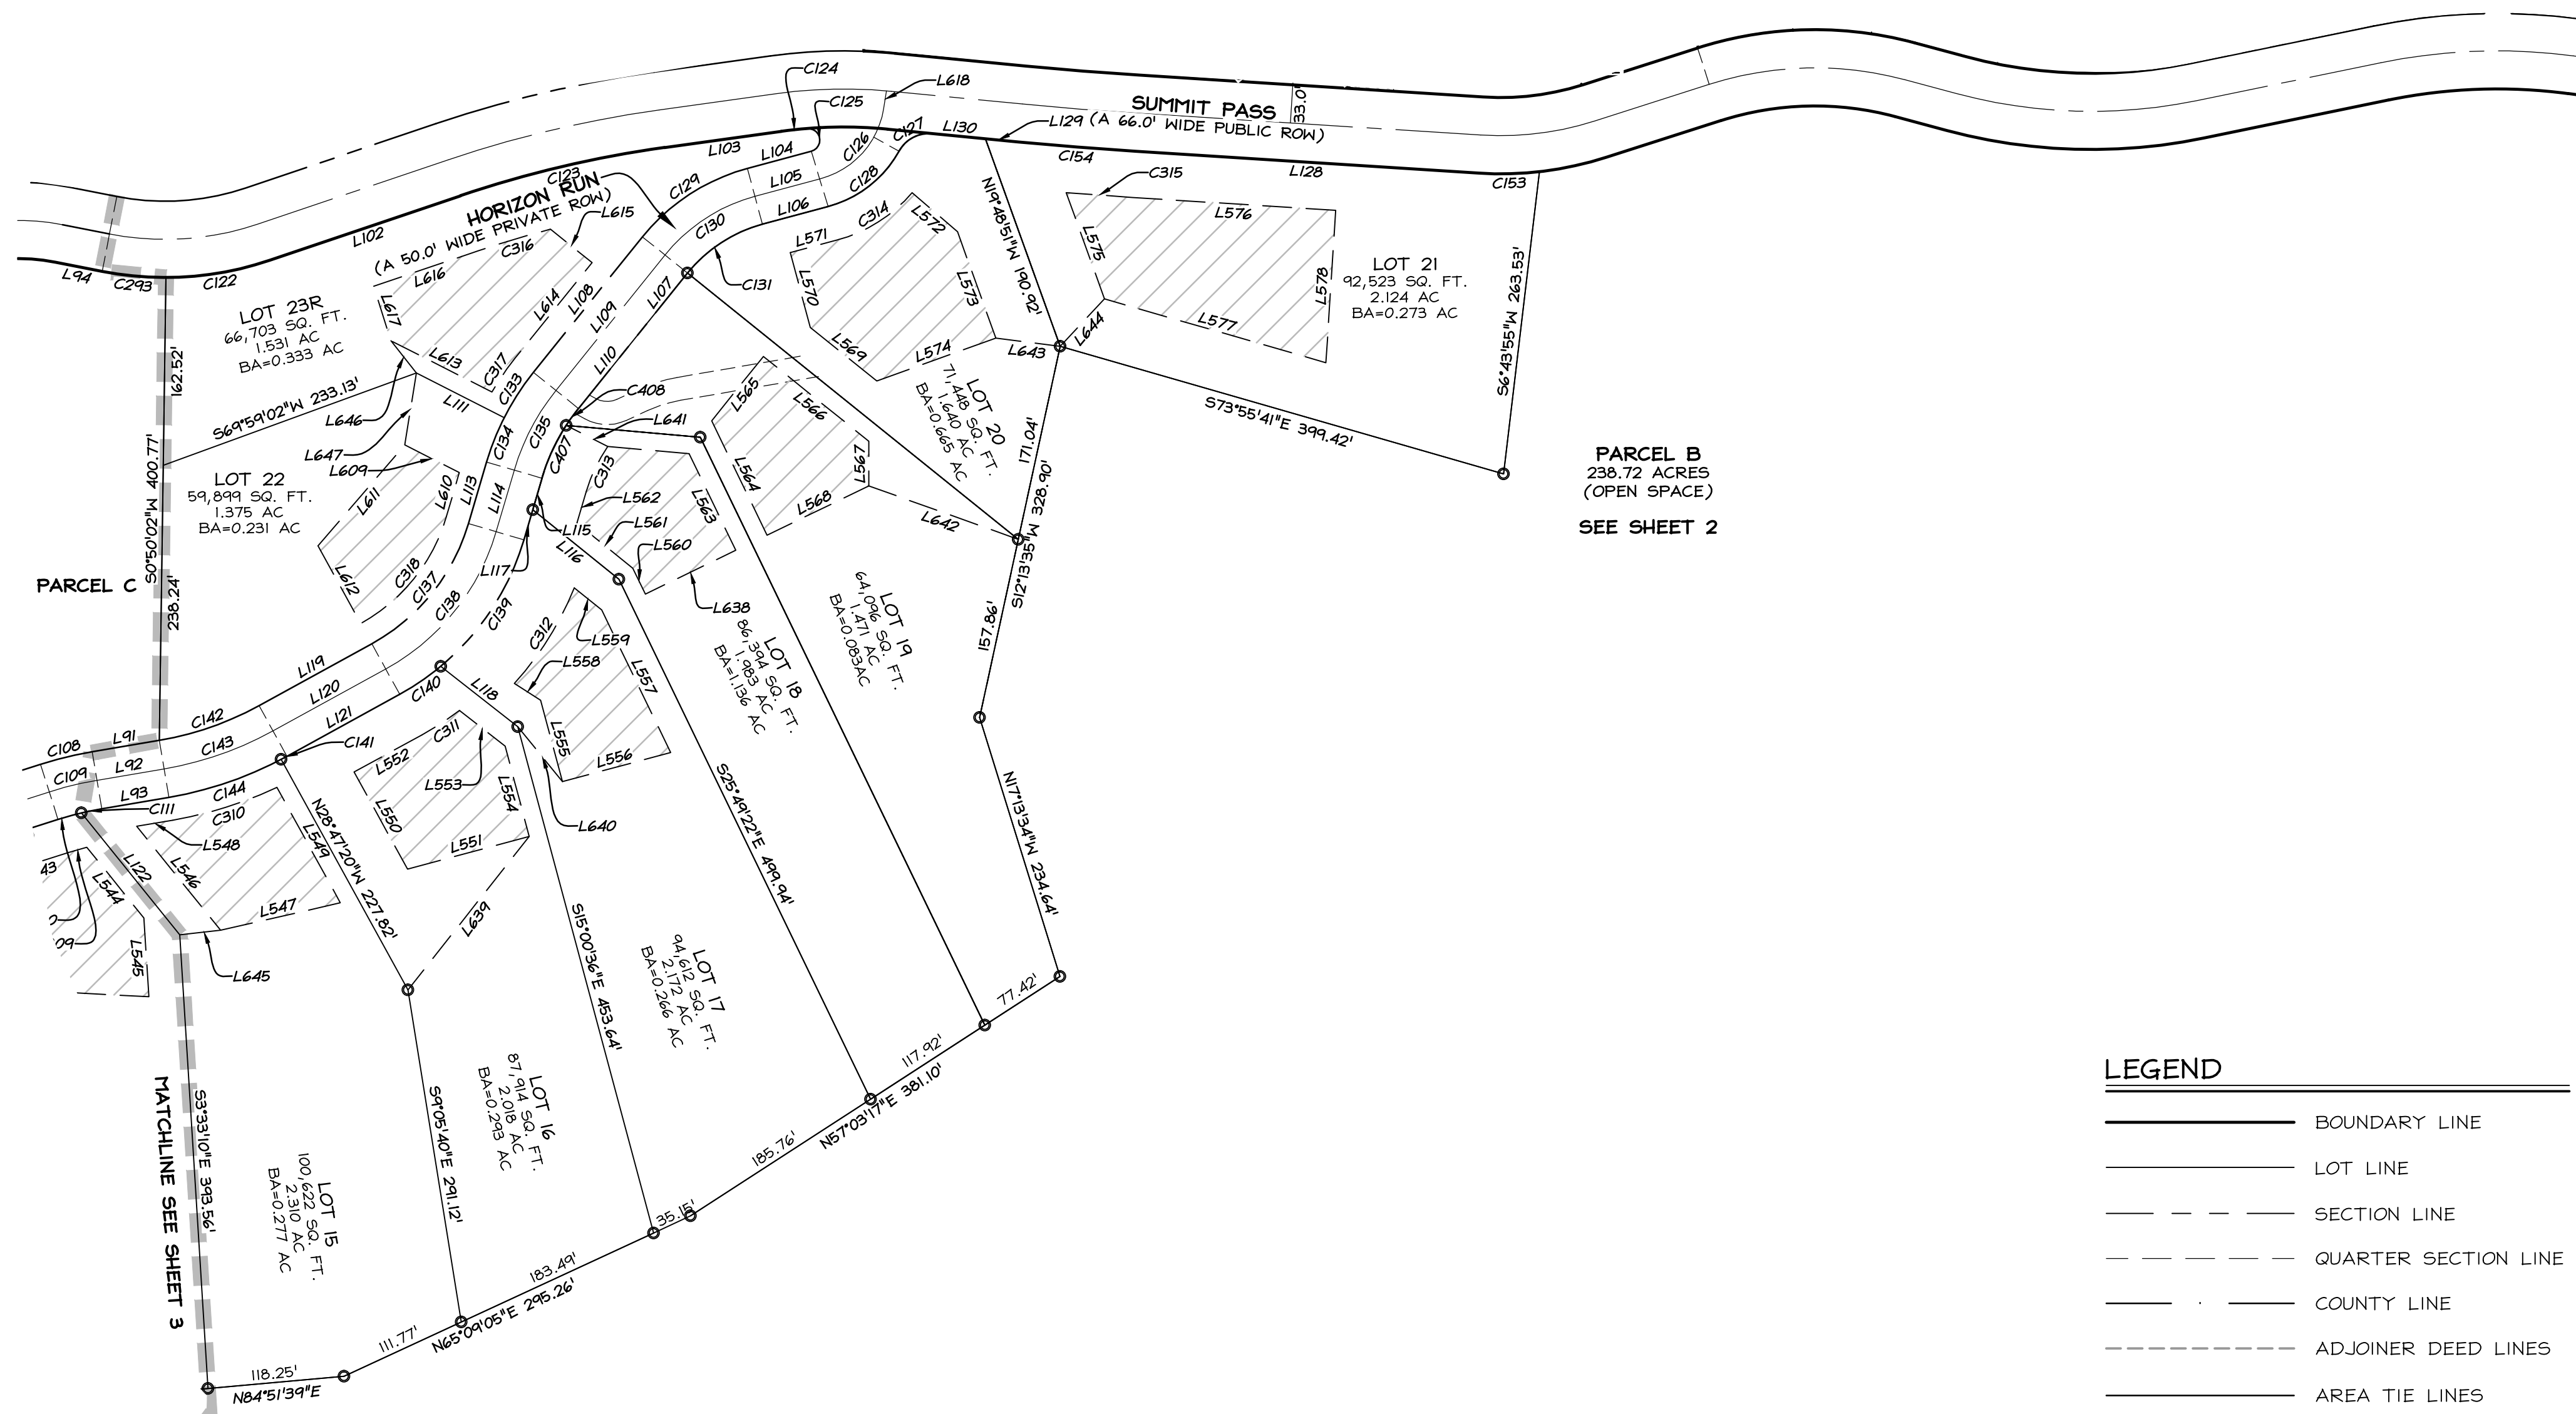 C124
L618
C125
SUMMIT PASS
L129 (A 66.0' WIDE PUBLIC ROW)
33.0'
C127
L130
C126
L103
L104
C154
L128
C315
C153
C123
HORIZON RUN
(A 50.0' WIDE PRIVATE ROW)
C129
L105
C128
L106
L615
L102
C316
L616
C130
C314
L572
L571
L576
L575
N19°48'51"W 190.92'
L94
C293
C122
LOT 23R
66,703 SQ. FT.
1.531 AC
BA=0.333 AC
L617
L614
L108
L107
C131
L570
L573
LOT 21
92,523 SQ. FT.
2.124 AC
BA=0.273 AC
L578
L577
S6°43'55"W 263.53'
L109
L110
L569
L574
L643
L644
L613
C317
C133
162.52'
S69°59'02"W 233.13'
L646
L111
C408
L565
L566
LOT 20
71,448 SQ. FT.
1.640 AC
BA=0.665 AC
S73°55'41"E 399.42'
L641
C135
C134
C407
L647
L609
C313
L564
L597
171.04'
PARCEL B
238.72 ACRES
(OPEN SPACE)
SEE SHEET 2
LOT 22
59,899 SQ. FT.
1.375 AC
BA=0.231 AC
L611
L610
L113
L114
L562
L563
L568
L642
L115
L561
L116
L560
L117
S0°50'02"W 400.77'
S12°13'35"W 328.90'
PARCEL C
238.24'
L612
C318
C137
C138
C139
L638
LOT 19
64,096 SQ. FT.
1.471 AC
BA=0.083AC
C312
L559
L558
LOT 18
86,394 SQ. FT.
1.983 AC
BA=1.136 AC
157.86'
L119
L120
L121
C140
L118
L557
C142
C143
C141
C108
L91
C109
L92
L93
C111
C144
C310
C311
L552
L553
L555
L556
L554
L550
L551
L640
N28°47'20"W 227.82'
S25°49'22"E 499.94'
N17°13'34"W 234.64'
L548
L549
L122
L546
L547
43
L544
L545
L645
L639
S15°00'36"E 453.64'
LOT 17
94,612 SQ. FT.
2.172 AC
BA=0.266 AC
77.42'
117.92'
N57°03'17"E 381.10'
185.76'
LOT 16
87,914 SQ. FT.
2.018 AC
BA=0.293 AC
S9°05'40"E 291.12'
MATCHLINE SEE SHEET 3
S3°33'10"E 393.56'
LOT 15
100,622 SQ. FT.
2.310 AC
BA=0.277 AC
35.15'
183.49'
N65°09'05"E 295.26'
111.77'
118.25'
N84°51'39"E
LEGEND
BOUNDARY LINE
LOT LINE
SECTION LINE
QUARTER SECTION LINE
COUNTY LINE
ADJOINER DEED LINES
AREA TIE LINES